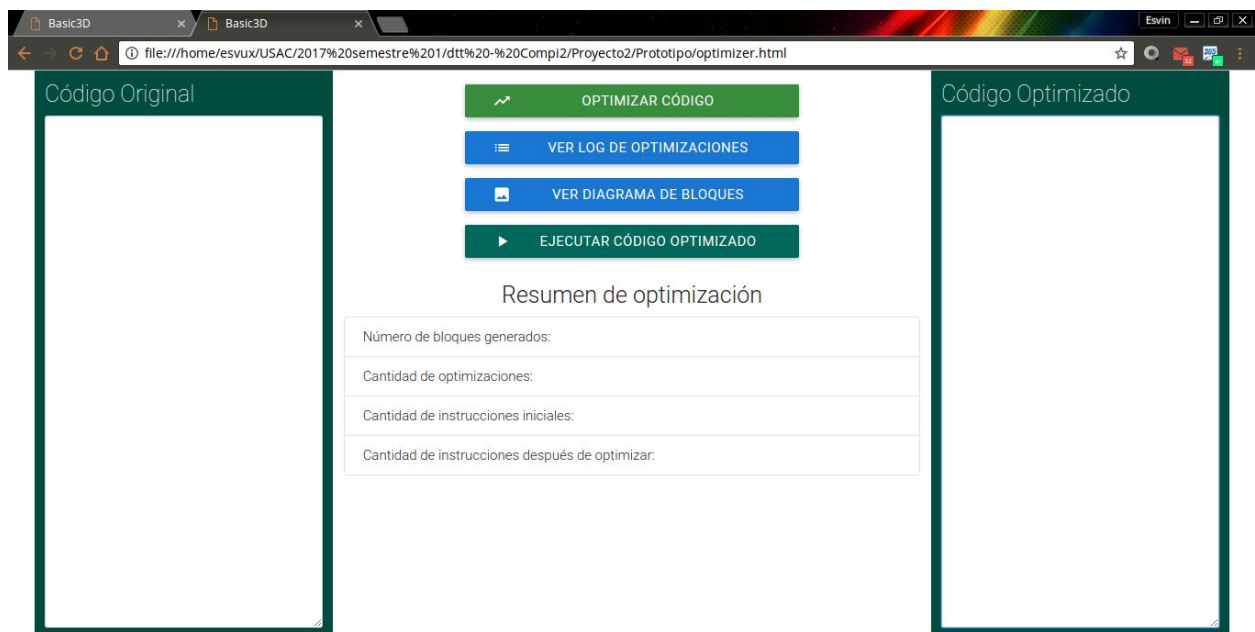 Basic3D
Basic3D
Esvin
file:///home/esvux/USAC/2017%20semestre%201/dtt%20-%20Compi2/Proyecto2/Prototipo/optimizer.html
Código Original
OPTIMIZAR CÓDIGO
VER LOG DE OPTIMIZACIONES
VER DIAGRAMA DE BLOQUES
EJECUTAR CÓDIGO OPTIMIZADO
Resumen de optimización
Número de bloques generados:
Cantidad de optimizaciones:
Cantidad de instrucciones iniciales:
Cantidad de instrucciones después de optimizar:
Código Optimizado